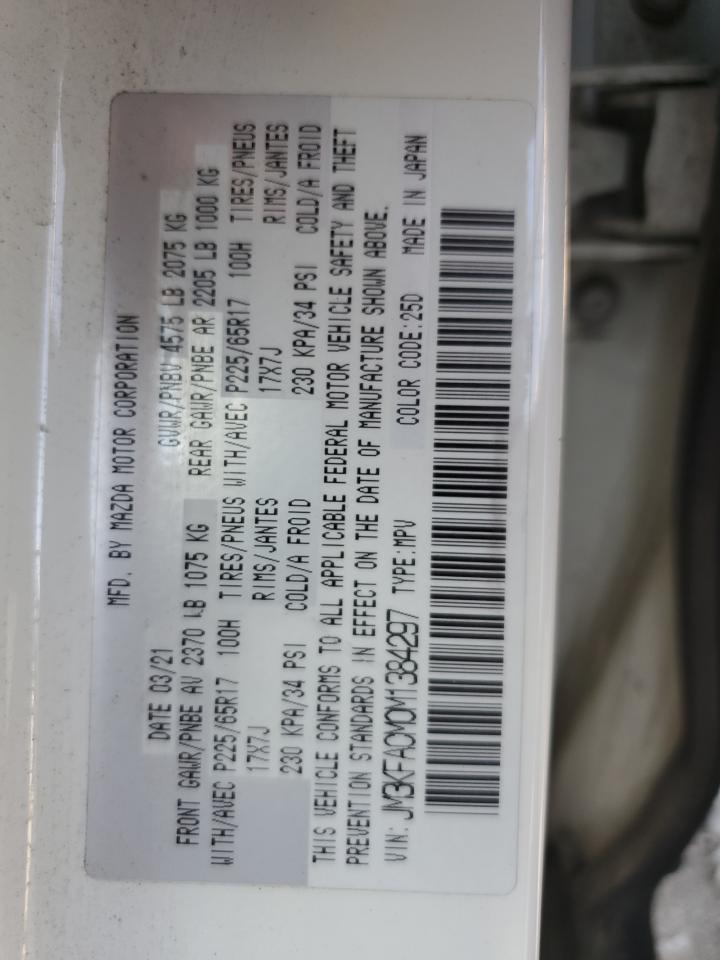 MFD. BY MAZDA MOTOR CORPORATION
DATE 03/21 GVWR/PNBV 4575 LB 2075 KG
FRONT GAWR/PNBE AV 2370 LB 1075 KG REAR GAWR/PNBE AR 2205 LB 1000 KG
WITH/AVEC P225/65R17 100H TIRES/PNEUS WITH/AVEC P225/65R17 100H TIRES/PNEUS
17X7J RIMS/JANTES 17X7J RIMS/JANTES
230 KPA/34 PSI COLD/A FROID 230 KPA/34 PSI COLD/A FROID
THIS VEHICLE CONFORMS TO ALL APPLICABLE FEDERAL MOTOR VEHICLE SAFETY AND THEFT
PREVENTION STANDARDS IN EFFECT ON THE DATE OF MANUFACTURE SHOWN ABOVE.
VIN: JM3KFACM0M1384297 TYPE:MPV COLOR CODE:25D MADE IN JAPAN